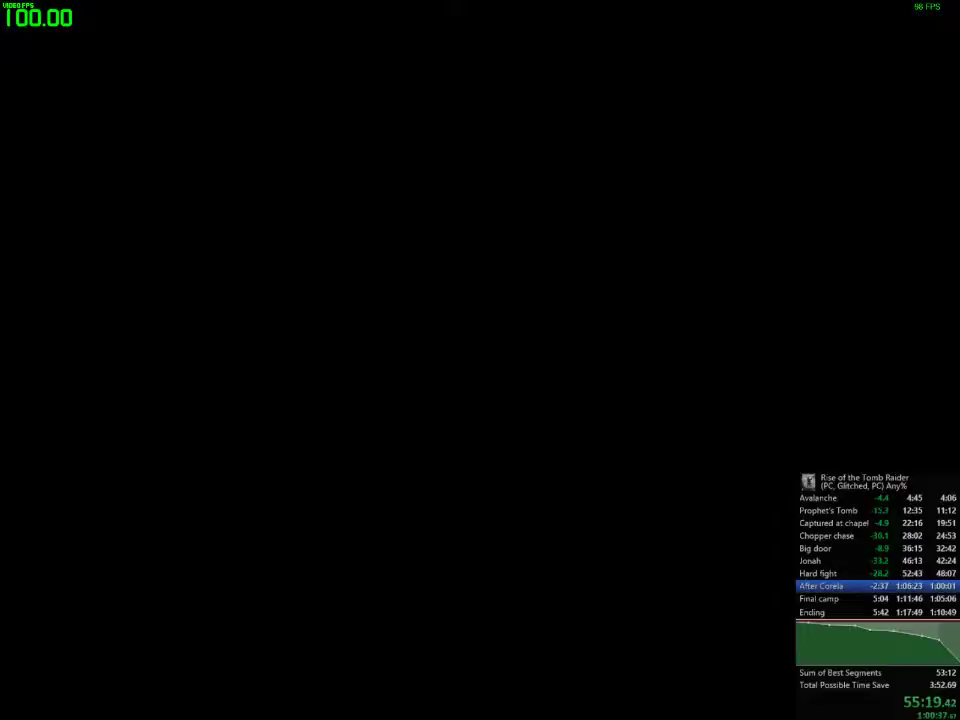 VIDEO FPS
100.00
98 FPS
Rise of the Tomb Raider
(PC, Glitched, PC) Any%
Avalanche -4.4 4:45 4:06
Prophet's Tomb -15.3 12:35 11:12
Captured at chapel -4.9 22:16 19:51
Chopper chase -30.1 28:02 24:53
Big door -8.9 36:15 32:42
Jonah -33.2 46:13 42:24
Hard fight -28.2 52:43 48:07
After Corela -2:37 1:06:23 1:00:01
Final camp 5:04 1:11:46 1:05:06
Ending 5:42 1:17:49 1:10:49
Sum of Best Segments 53:12
Total Possible Time Save 3:52.69
55:19.42
1:00:37.67